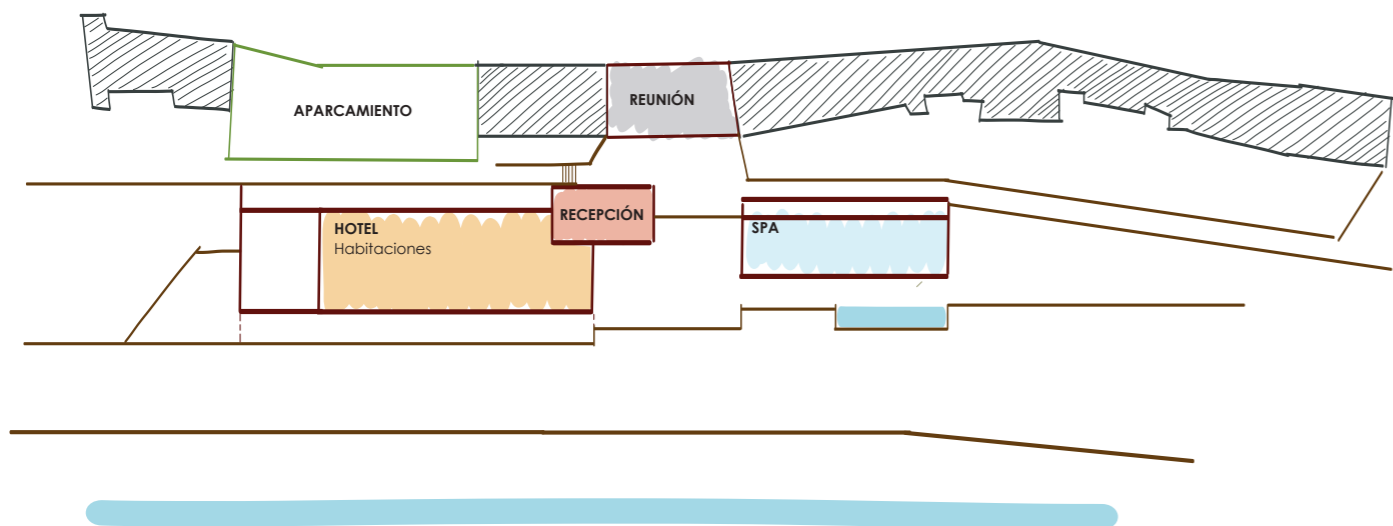 APARCAMIENTO
REUNIÓN
RECEPCIÓN
HOTEL
Habitaciones
SPA